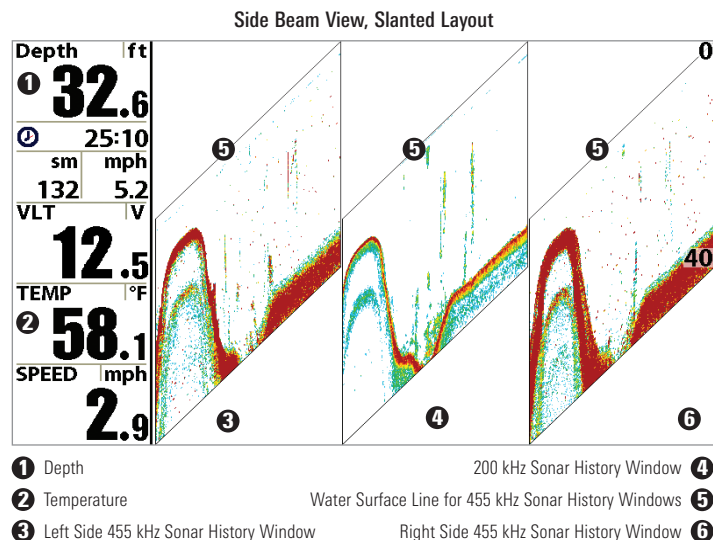 Side Beam View, Slanted Layout
Depth ft
1 32.6
25:10
sm mph
132 5.2
VLT V
12.5
TEMP °F
2 58.1
SPEED mph
2.9
5 5 5
0
40
3 4 6
1 Depth
200 kHz Sonar History Window 4
2 Temperature
Water Surface Line for 455 kHz Sonar History Windows 5
3 Left Side 455 kHz Sonar History Window
Right Side 455 kHz Sonar History Window 6